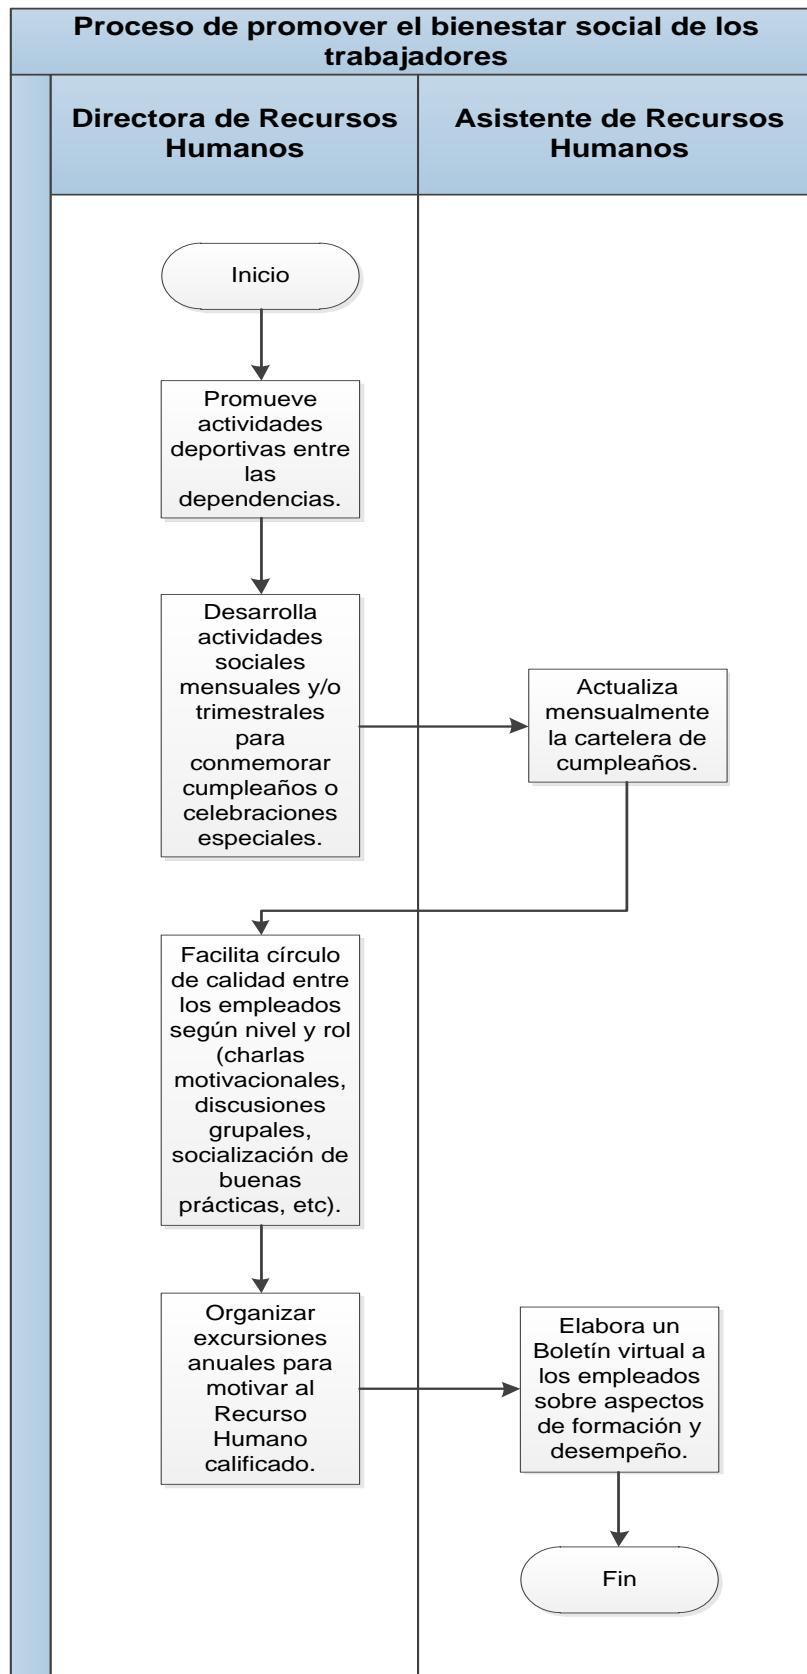 Proceso de promover el bienestar social de los
trabajadores
Directora de Recursos
Humanos
Asistente de Recursos
Humanos
Inicio
Promueve
actividades
deportivas entre
las
dependencias.
Desarrolla
actividades
sociales
mensuales y/o
trimestrales
para
conmemorar
cumpleaños o
celebraciones
especiales.
Actualiza
mensualmente
la cartelera de
cumpleaños.
Facilita círculo
de calidad entre
los empleados
según nivel y rol
(charlas
motivacionales,
discusiones
grupales,
socialización de
buenas
prácticas, etc).
Organizar
excursiones
anuales para
motivar al
Recurso
Humano
calificado.
Elabora un
Boletín virtual a
los empleados
sobre aspectos
de formación y
desempeño.
Fin